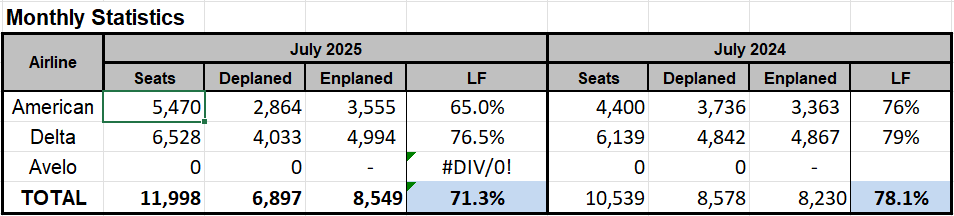 Monthly Statistics
Airline July 2025 July 2024
Seats Deplaned Enplaned LF Seats Deplaned Enplaned LF
American 5,470 2,864 3,555 65.0% 4,400 3,736 3,363 76%
Delta 6,528 4,033 4,994 76.5% 6,139 4,842 4,867 79%
Avelo 0 0 - #DIV/0! 0 0 -
TOTAL 11,998 6,897 8,549 71.3% 10,539 8,578 8,230 78.1%